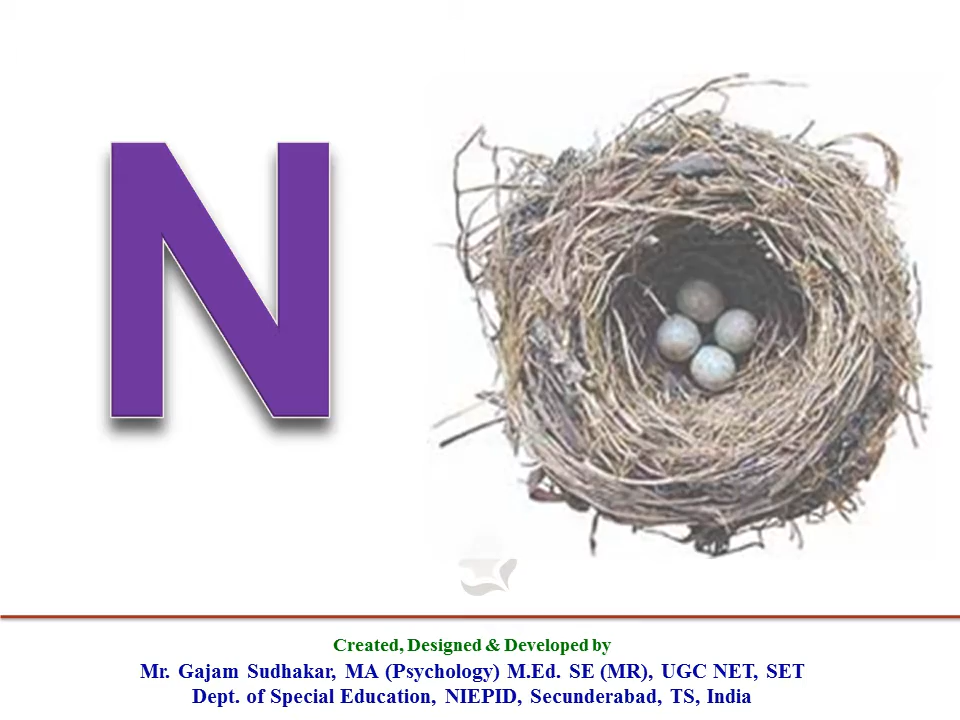 N
Created, Designed & Developed by
Mr. Gajam Sudhakar, MA (Psychology) M.Ed. SE (MR), UGC NET, SET
Dept. of Special Education, NIEPID, Secunderabad, TS, India